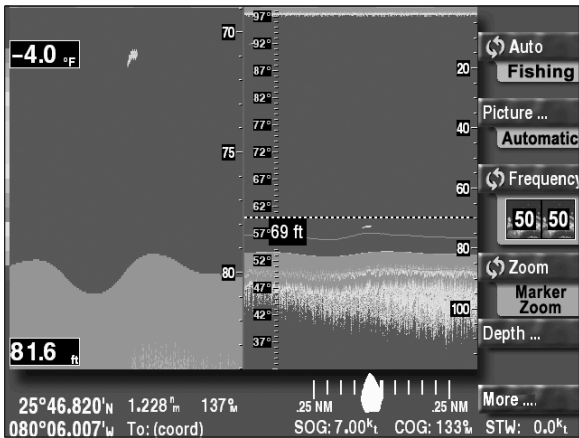 -4.0 °F
70
75
80
81.6 ft
97°
92°
87°
82°
77°
72°
67°
62°
57°
52°
47°
42°
37°
69 ft
20
40
60
80
100
Auto
Fishing
Picture ...
Automatic
Frequency
50 50
Zoom
Marker
Zoom
Depth ...
More ....
.25 NM .25 NM
25°46.820'N 1.228 nm 137°M
080°06.007'W To: (coord) SOG: 7.00kt COG: 133°M STW: 0.0kt